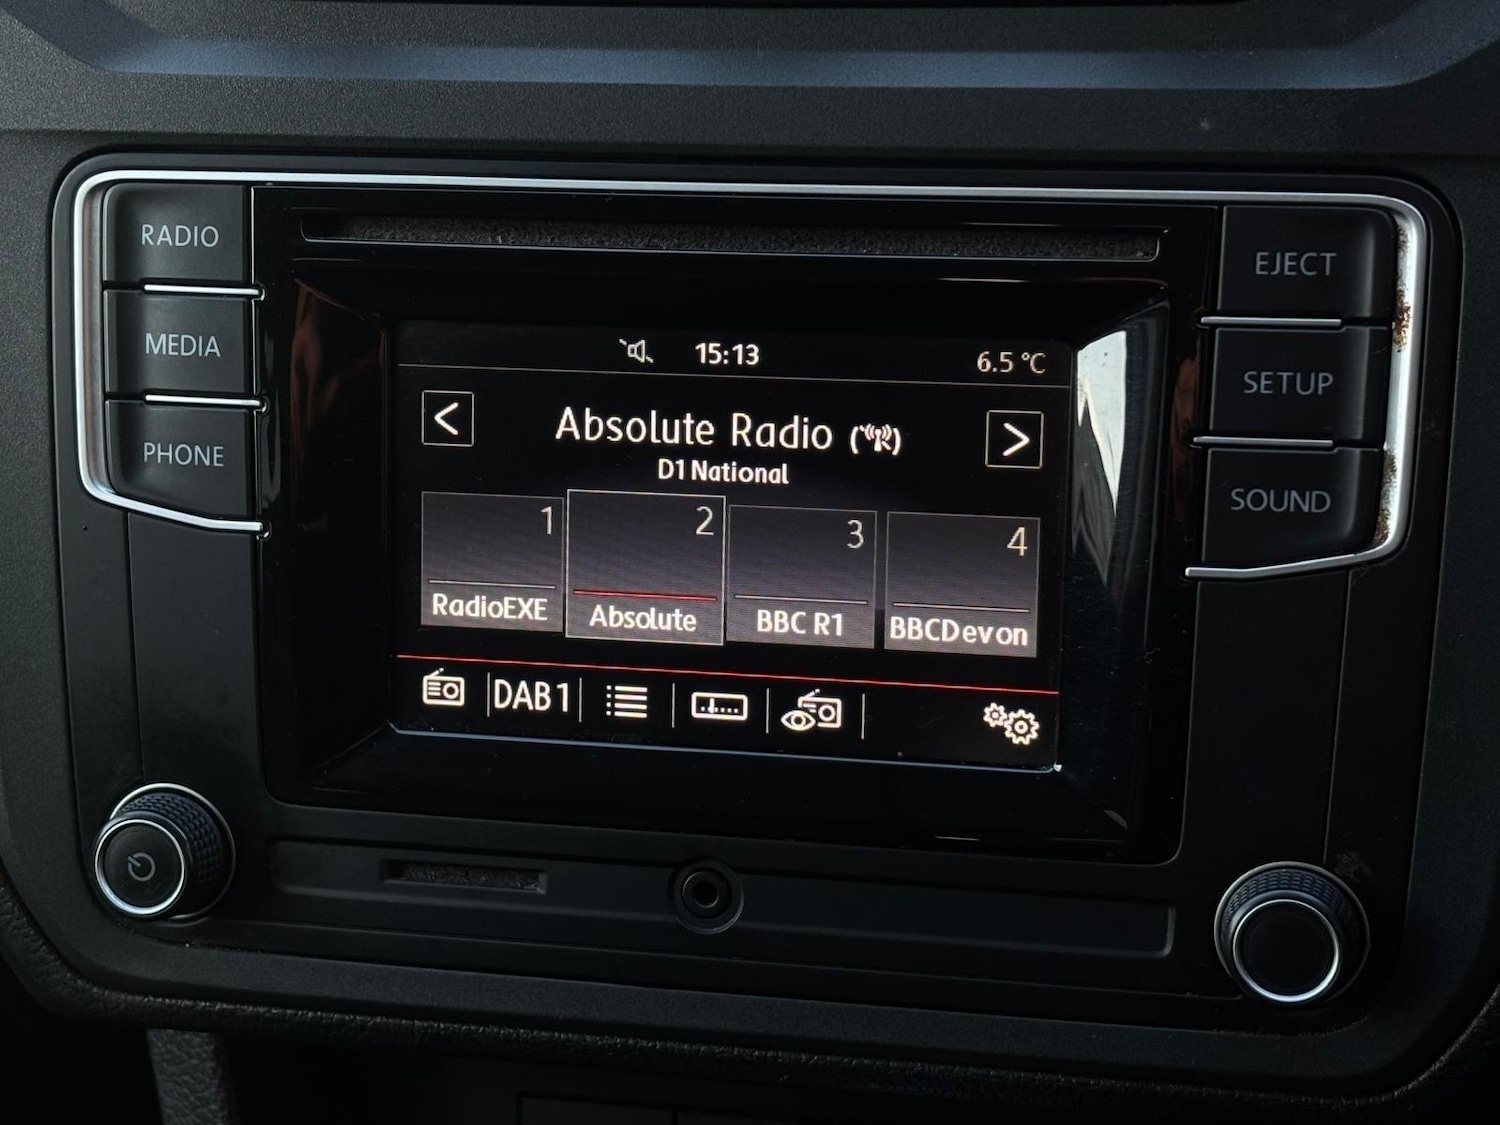 RADIO
MEDIA
PHONE
EJECT
SETUP
SOUND
15:13
6.5 °C
< Absolute Radio >
D1 National
1 2 3 4
RadioEXE Absolute BBC R1 BBCDevon
DAB1